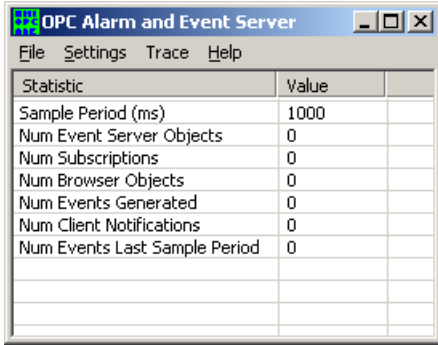 OPC Alarm and Event Server
File Settings Trace Help
Statistic Value
Sample Period (ms) 1000
Num Event Server Objects 0
Num Subscriptions 0
Num Browser Objects 0
Num Events Generated 0
Num Client Notifications 0
Num Events Last Sample Period 0